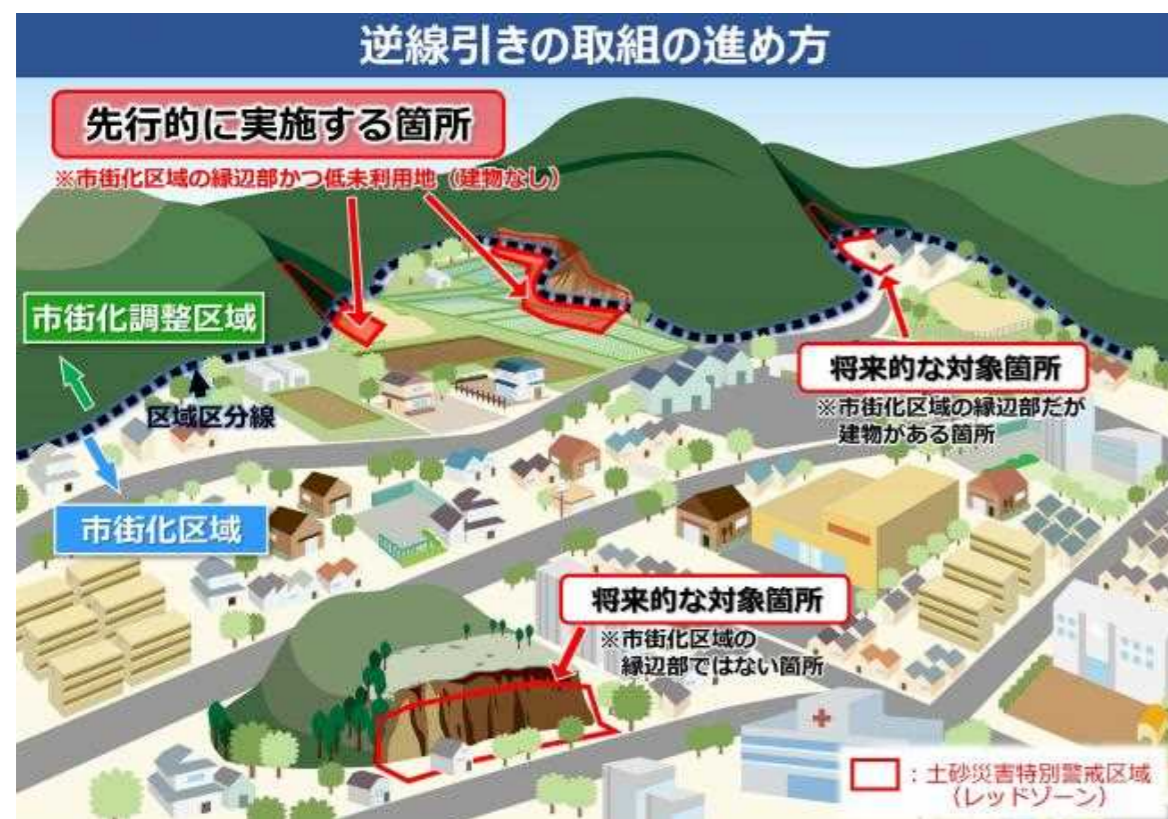 逆線引きの取組の進め方
先行的に実施する箇所
※市街化区域の縁辺部かつ低未利用地（建物なし）
市街化調整区域
区域区分線
市街化区域
将来的な対象箇所
※市街化区域の縁辺部だが
建物がある箇所
将来的な対象箇所
※市街化区域の
縁辺部ではない箇所
：土砂災害特別警戒区域
（レッドゾーン）